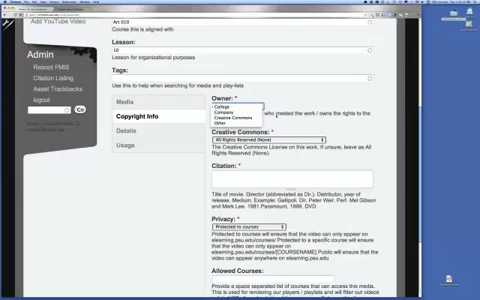 Add YouTube Video
Art 010
Course this is aligned with
Lesson:
10
Lesson for organizational purposes
Tags:
Use this to help when searching for media and play-lists
Admin
Reboot FMIS
Citation Listing
Asset Trackbacks
logout
Go
Media
Copyright Info
Details
Usage
Owner: *
College
Company
Creative Commons
Other
who created the work / owns the rights to the
Creative Commons: *
All Rights Reserved (None)
The Creative Commons License on this work. If unsure, leave as All
Rights Reserved (None).
Citation: *
Title of movie. Director (abbreviated as Dir.). Distributor, year of
release. Medium. Example: Gallipoli. Dir. Peter Weir. Perf. Mel Gibson
and Mark Lee. 1981.Paramount, 1999. DVD.
Privacy: *
Protected to courses
Protected to courses will ensure that the video can only appear on
elearning.psu.edu/courses/ Protected to a specific course will ensure
that the video can only appear on
elearning.psu.edu/courses/[COURSENAME] Public will ensure that the
video can appear anywhere on elearning.psu.edu
Allowed Courses:
Provide a space separated list of courses that can access this
media. This is used for rendering our players / playlists and will filter out videos